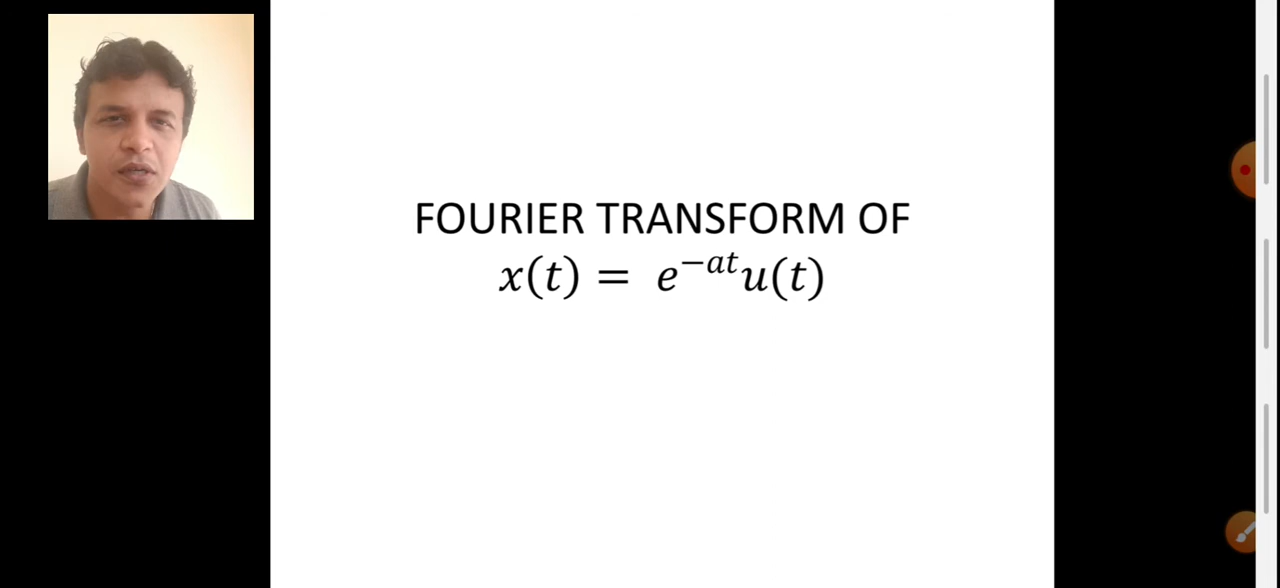 FOURIER TRANSFORM OF
x(t) = e^{-at}u(t)